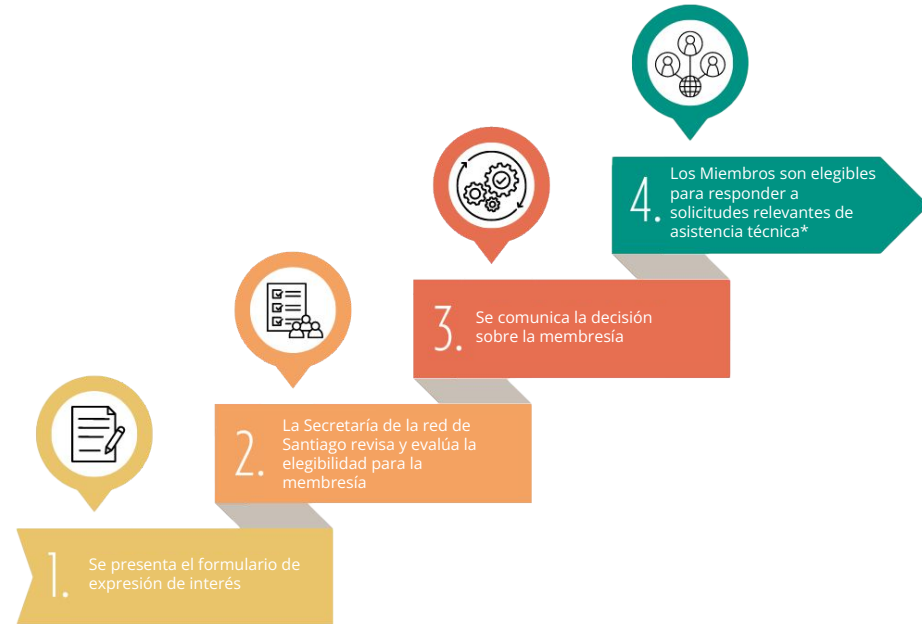 1.
Se presenta el formulario de
expresión de interés
2.
La Secretaría de la red de
Santiago revisa y evalúa la
elegibilidad para la
membresía
3.
Se comunica la decisión
sobre la membresía
4.
Los Miembros son elegibles
para responder a
solicitudes relevantes de
asistencia técnica*